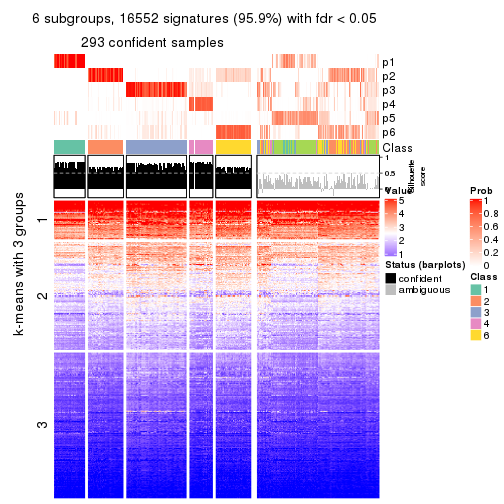 6 subgroups, 16552 signatures (95.9%) with fdr < 0.05
293 confident samples
p1
p2
p3
p4
p5
p6
Class
1
0.5
0
Silhouette
score
k-means with 3 groups
1
2
3
Value
5
4
3
2
1
Status (barplots)
confident
ambiguous
Prob
1
0.8
0.6
0.4
0.2
0
Class
1
2
3
4
6